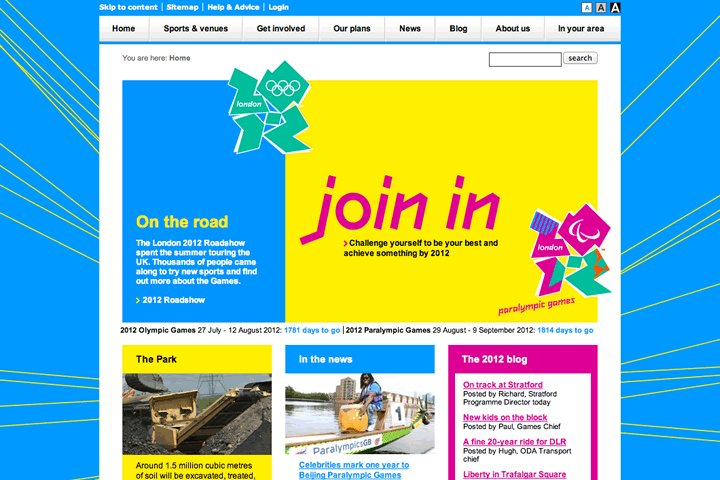 Skip to content | Sitemap | Help & Advice | Login
A A A
Home
Sports & venues
Get involved
Our plans
News
Blog
About us
In your area
You are here: Home
search
london
On the road
The London 2012 Roadshow
spent the summer touring the
UK. Thousands of people came
along to try new sports and find
out more about the Games.
2012 Roadshow
join in
Challenge yourself to be your best and
achieve something by 2012
london
paralympic games
2012 Olympic Games 27 July - 12 August 2012: 1781 days to go | 2012 Paralympic Games 29 August - 9 September 2012: 1814 days to go
The Park
Around 1.5 million cubic metres
of soil will be excavated, treated,
In the news
1
ParalympicsGB
Celebrities mark one year to
Beijing Paralympic Games
The 2012 blog
On track at Stratford
Posted by Richard, Stratford
Programme Director today
New kids on the block
Posted by Paul, Games Chief
A fine 20-year ride for DLR
Posted by Hugh, ODA Transport
chief
Liberty in Trafalgar Square